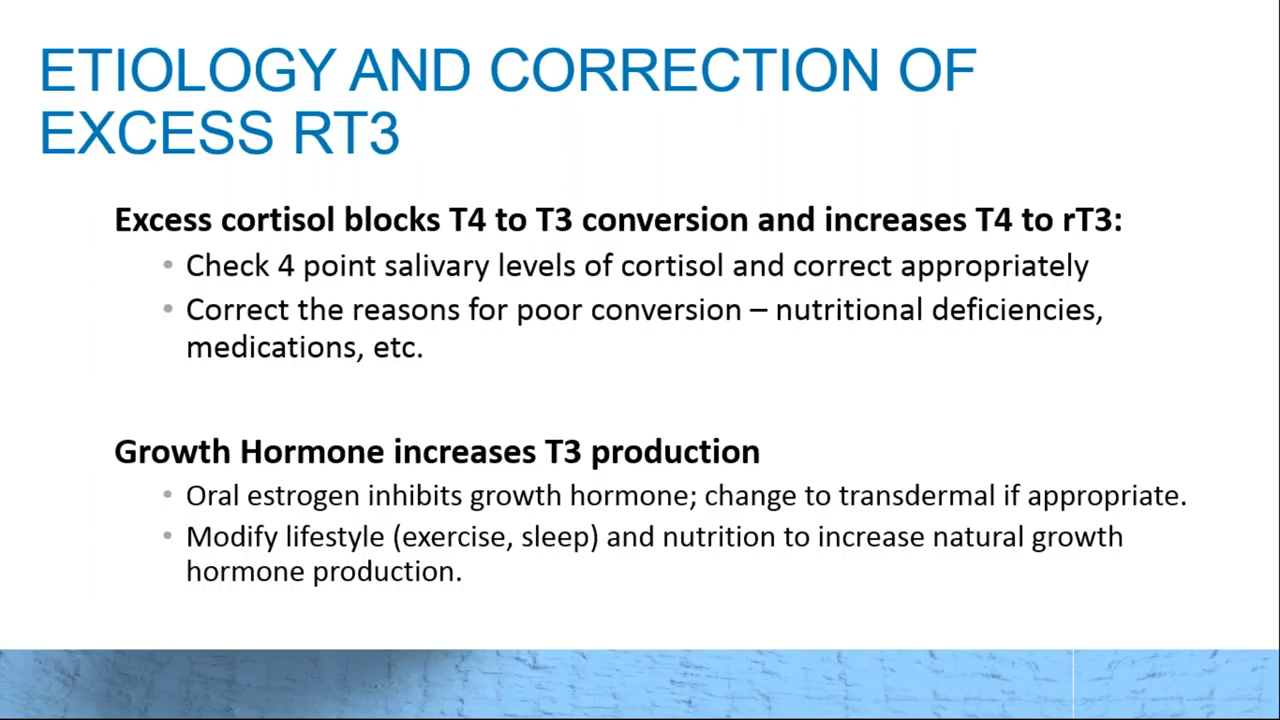 ETIOLOGY AND CORRECTION OF
EXCESS RT3
Excess cortisol blocks T4 to T3 conversion and increases T4 to rT3:
• Check 4 point salivary levels of cortisol and correct appropriately
• Correct the reasons for poor conversion – nutritional deficiencies,
medications, etc.
Growth Hormone increases T3 production
• Oral estrogen inhibits growth hormone; change to transdermal if appropriate.
• Modify lifestyle (exercise, sleep) and nutrition to increase natural growth
hormone production.